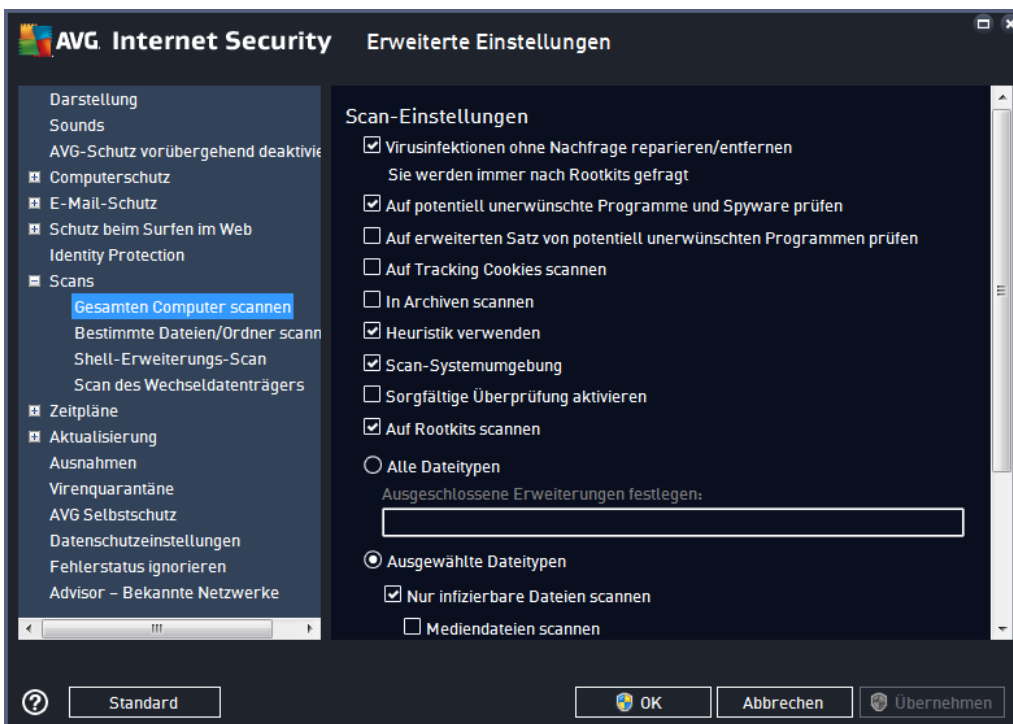 AVG Internet Security Erweiterte Einstellungen
Darstellung
Sounds
AVG-Schutz vorübergehend deaktivie
Computerschutz
E-Mail-Schutz
Schutz beim Surfen im Web
Identity Protection
Scans
Gesamten Computer scannen
Bestimmte Dateien/Ordner scann
Shell-Erweiterungs-Scan
Scan des Wechseldatenträgers
Zeitpläne
Aktualisierung
Ausnahmen
Virenquarantäne
AVG Selbstschutz
Datenschutzeinstellungen
Fehlerstatus ignorieren
Advisor – Bekannte Netzwerke
Scan-Einstellungen
Virusinfektionen ohne Nachfrage reparieren/entfernen
Sie werden immer nach Rootkits gefragt
Auf potentiell unerwünschte Programme und Spyware prüfen
Auf erweiterten Satz von potentiell unerwünschten Programmen prüfen
Auf Tracking Cookies scannen
In Archiven scannen
Heuristik verwenden
Scan-Systemumgebung
Sorgfältige Überprüfung aktivieren
Auf Rootkits scannen
Alle Dateitypen
Ausgeschlossene Erweiterungen festlegen:
Ausgewählte Dateitypen
Nur infizierbare Dateien scannen
Mediendateien scannen
Standard
OK
Abbrechen
Übernehmen